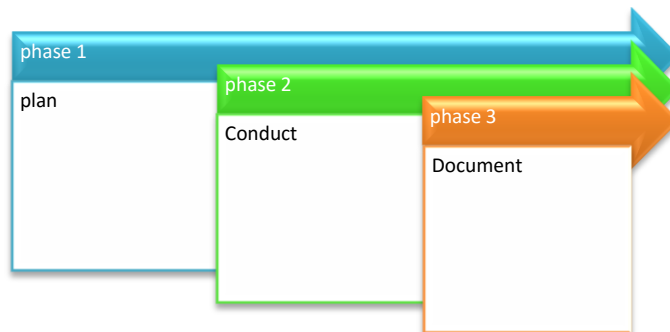 phase 1
plan
phase 2
Conduct
phase 3
Document